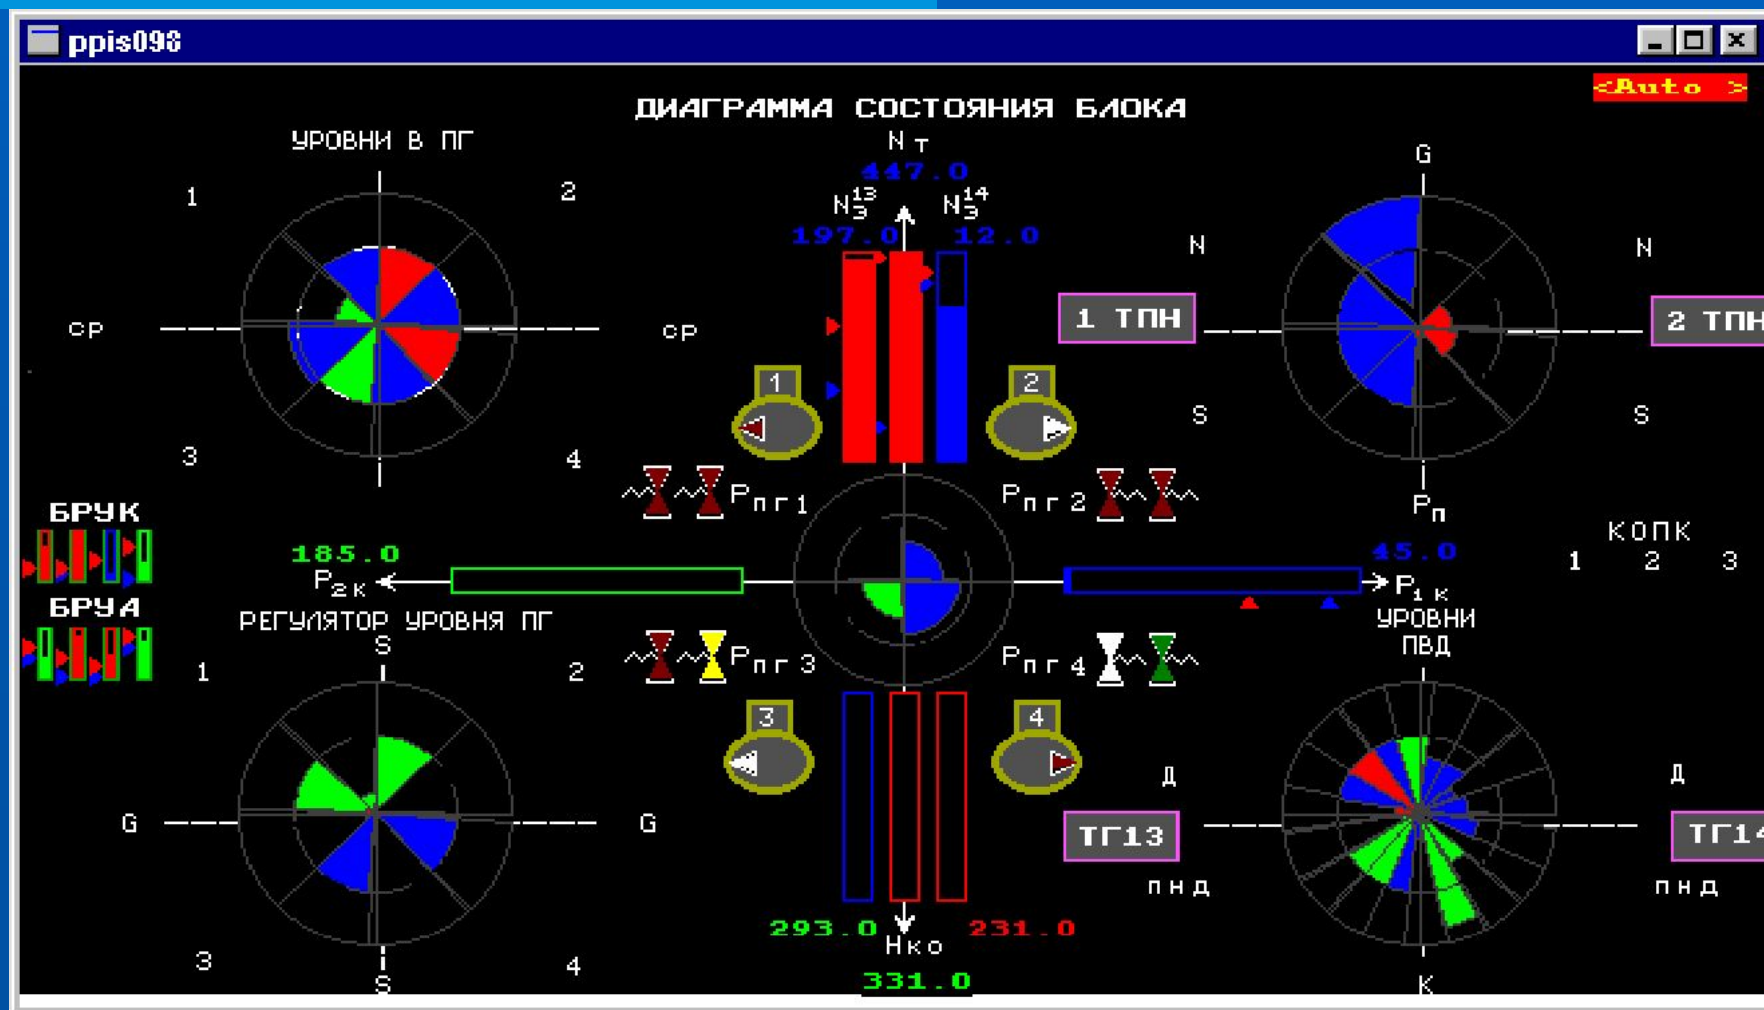 ppis098
<Auto >
ДИАГРАММА СОСТОЯНИЯ БЛОКА
УРОВНИ В ПГ
1 2
ср ср
3 4
N т
447.0
N13э N14э
197.0 12.0
G
N N
1 ТПН 2 ТПН
S S
Рп
1 2
Рпг1 Рпг2
БРУК
185.0
Р2к
45.0
Р1к
КОПК
1 2 3
БРУА
РЕГУЛЯТОР УРОВНЯ ПГ
S
1 2
G G
3 4
S
Рпг3 Рпг4
3 4
293.0 231.0
Нко
331.0
УРОВНИ
ПВД
Д Д
ТГ13 ТГ14
пнд пнд
К